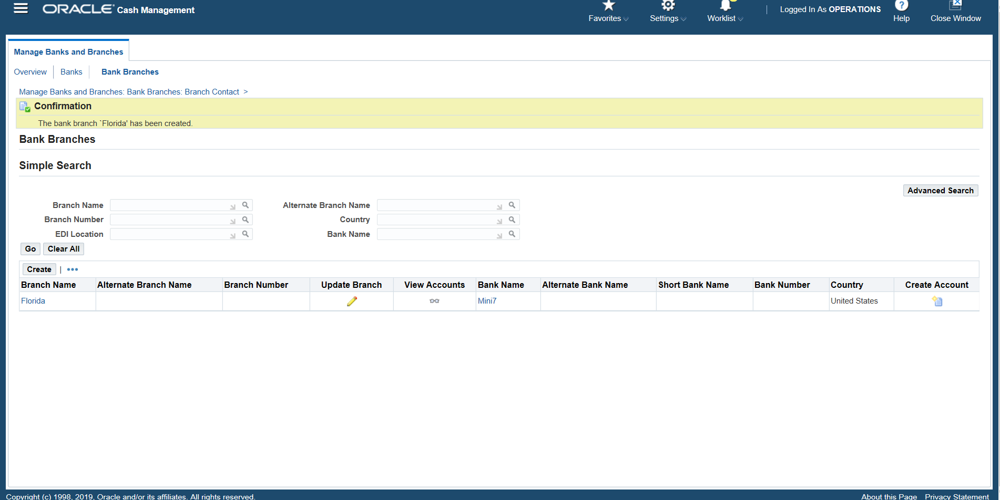 ORACLE Cash Management
Favorites Settings Worklist Logged In As OPERATIONS Help Close Window
Manage Banks and Branches
Overview Banks Bank Branches
Manage Banks and Branches: Bank Branches: Branch Contact >
Confirmation
The bank branch `Florida' has been created.
Bank Branches
Simple Search
Advanced Search
Branch Name Alternate Branch Name
Branch Number Country
EDI Location Bank Name
Go Clear All
Create | •••
Branch Name Alternate Branch Name Branch Number Update Branch View Accounts Bank Name Alternate Bank Name Short Bank Name Bank Number Country Create Account
Florida Mini7 United States
Copyright (c) 1998, 2019, Oracle and/or its affiliates. All rights reserved. About this Page Privacy Statement